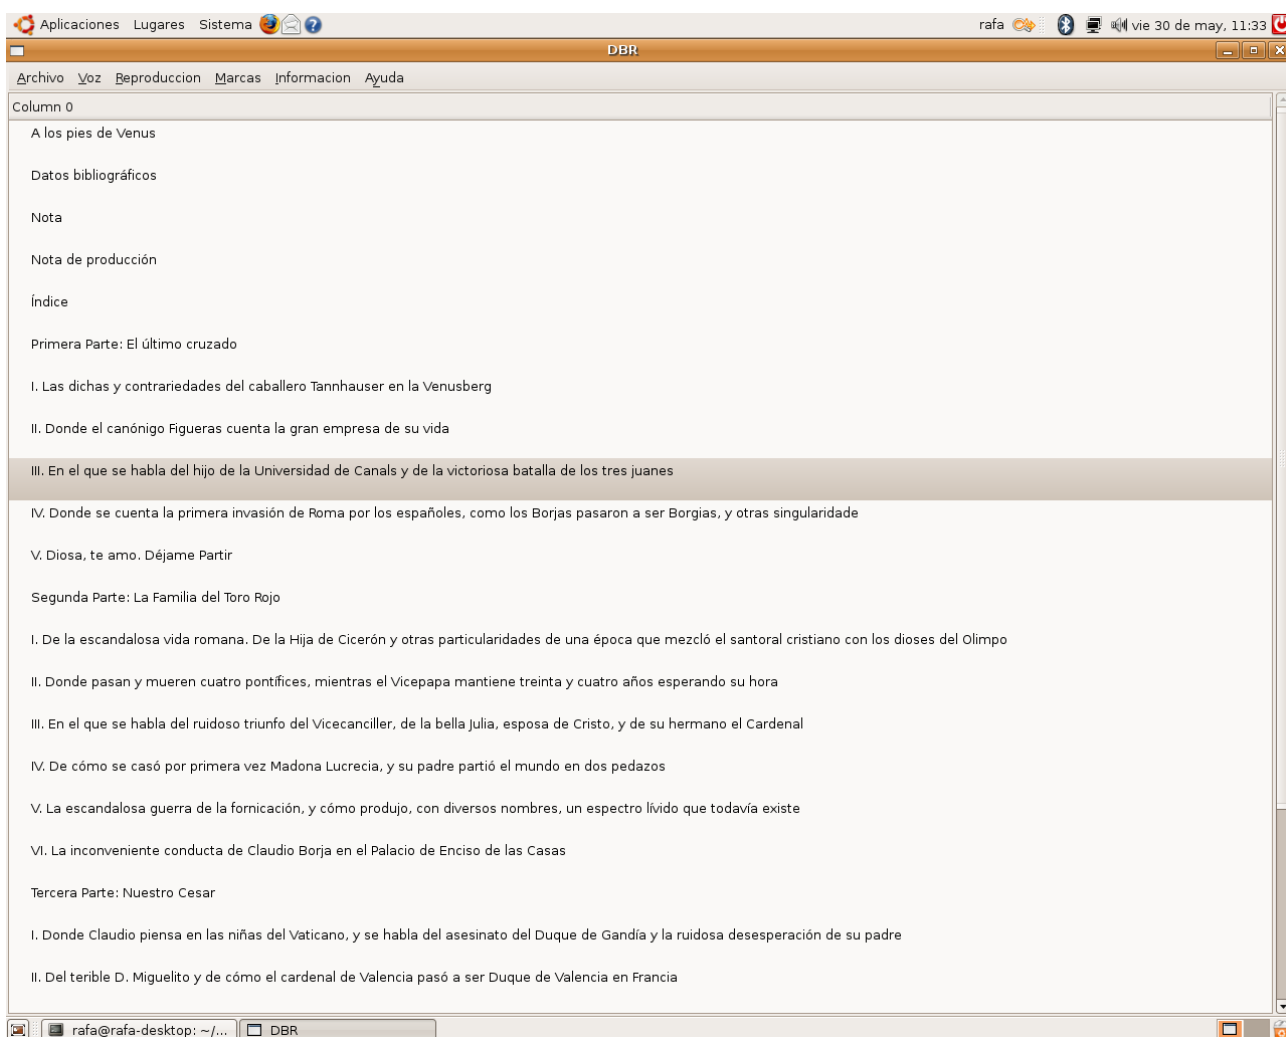 Aplicaciones Lugares Sistema rafa vie 30 de may, 11:33
DBR
Archivo Voz Reproduccion Marcas Informacion Ayuda
Column 0
A los pies de Venus
Datos bibliográficos
Nota
Nota de producción
Índice
Primera Parte: El último cruzado
I. Las dichas y contrariedades del caballero Tannhauser en la Venusberg
II. Donde el canónigo Figueras cuenta la gran empresa de su vida
III. En el que se habla del hijo de la Universidad de Canals y de la victoriosa batalla de los tres juanes
IV. Donde se cuenta la primera invasión de Roma por los españoles, como los Borjas pasaron a ser Borgias, y otras singularidade
V. Diosa, te amo. Déjame Partir
Segunda Parte: La Familia del Toro Rojo
I. De la escandalosa vida romana. De la Hija de Cicerón y otras particularidades de una época que mezcló el santoral cristiano con los dioses del Olimpo
II. Donde pasan y mueren cuatro pontífices, mientras el Vicepapa mantiene treinta y cuatro años esperando su hora
III. En el que se habla del ruidoso triunfo del Vicecanciller, de la bella Julia, esposa de Cristo, y de su hermano el Cardenal
IV. De cómo se casó por primera vez Madona Lucrecia, y su padre partió el mundo en dos pedazos
V. La escandalosa guerra de la fornicación, y cómo produjo, con diversos nombres, un espectro lívido que todavía existe
VI. La inconveniente conducta de Claudio Borja en el Palacio de Enciso de las Casas
Tercera Parte: Nuestro Cesar
I. Donde Claudio piensa en las niñas del Vaticano, y se habla del asesinato del Duque de Gandía y la ruidosa desesperación de su padre
II. Del terible D. Miguelito y de cómo el cardenal de Valencia pasó a ser Duque de Valencia en Francia
rafa@rafa-desktop: ~/... DBR